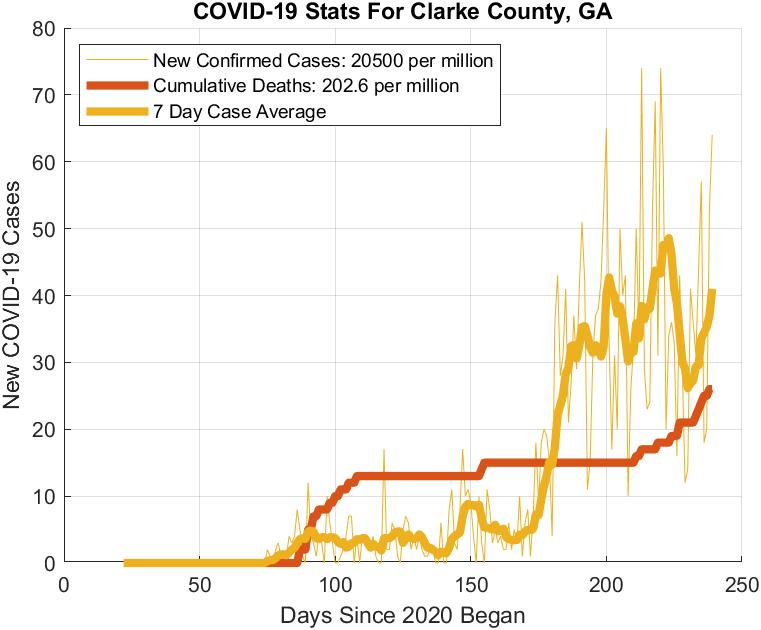 COVID-19 Stats For Clarke County, GA
New Confirmed Cases: 20500 per million
Cumulative Deaths: 202.6 per million
7 Day Case Average
New COVID-19 Cases
80
70
60
50
40
30
20
10
0
0 50 100 150 200 250
Days Since 2020 Began